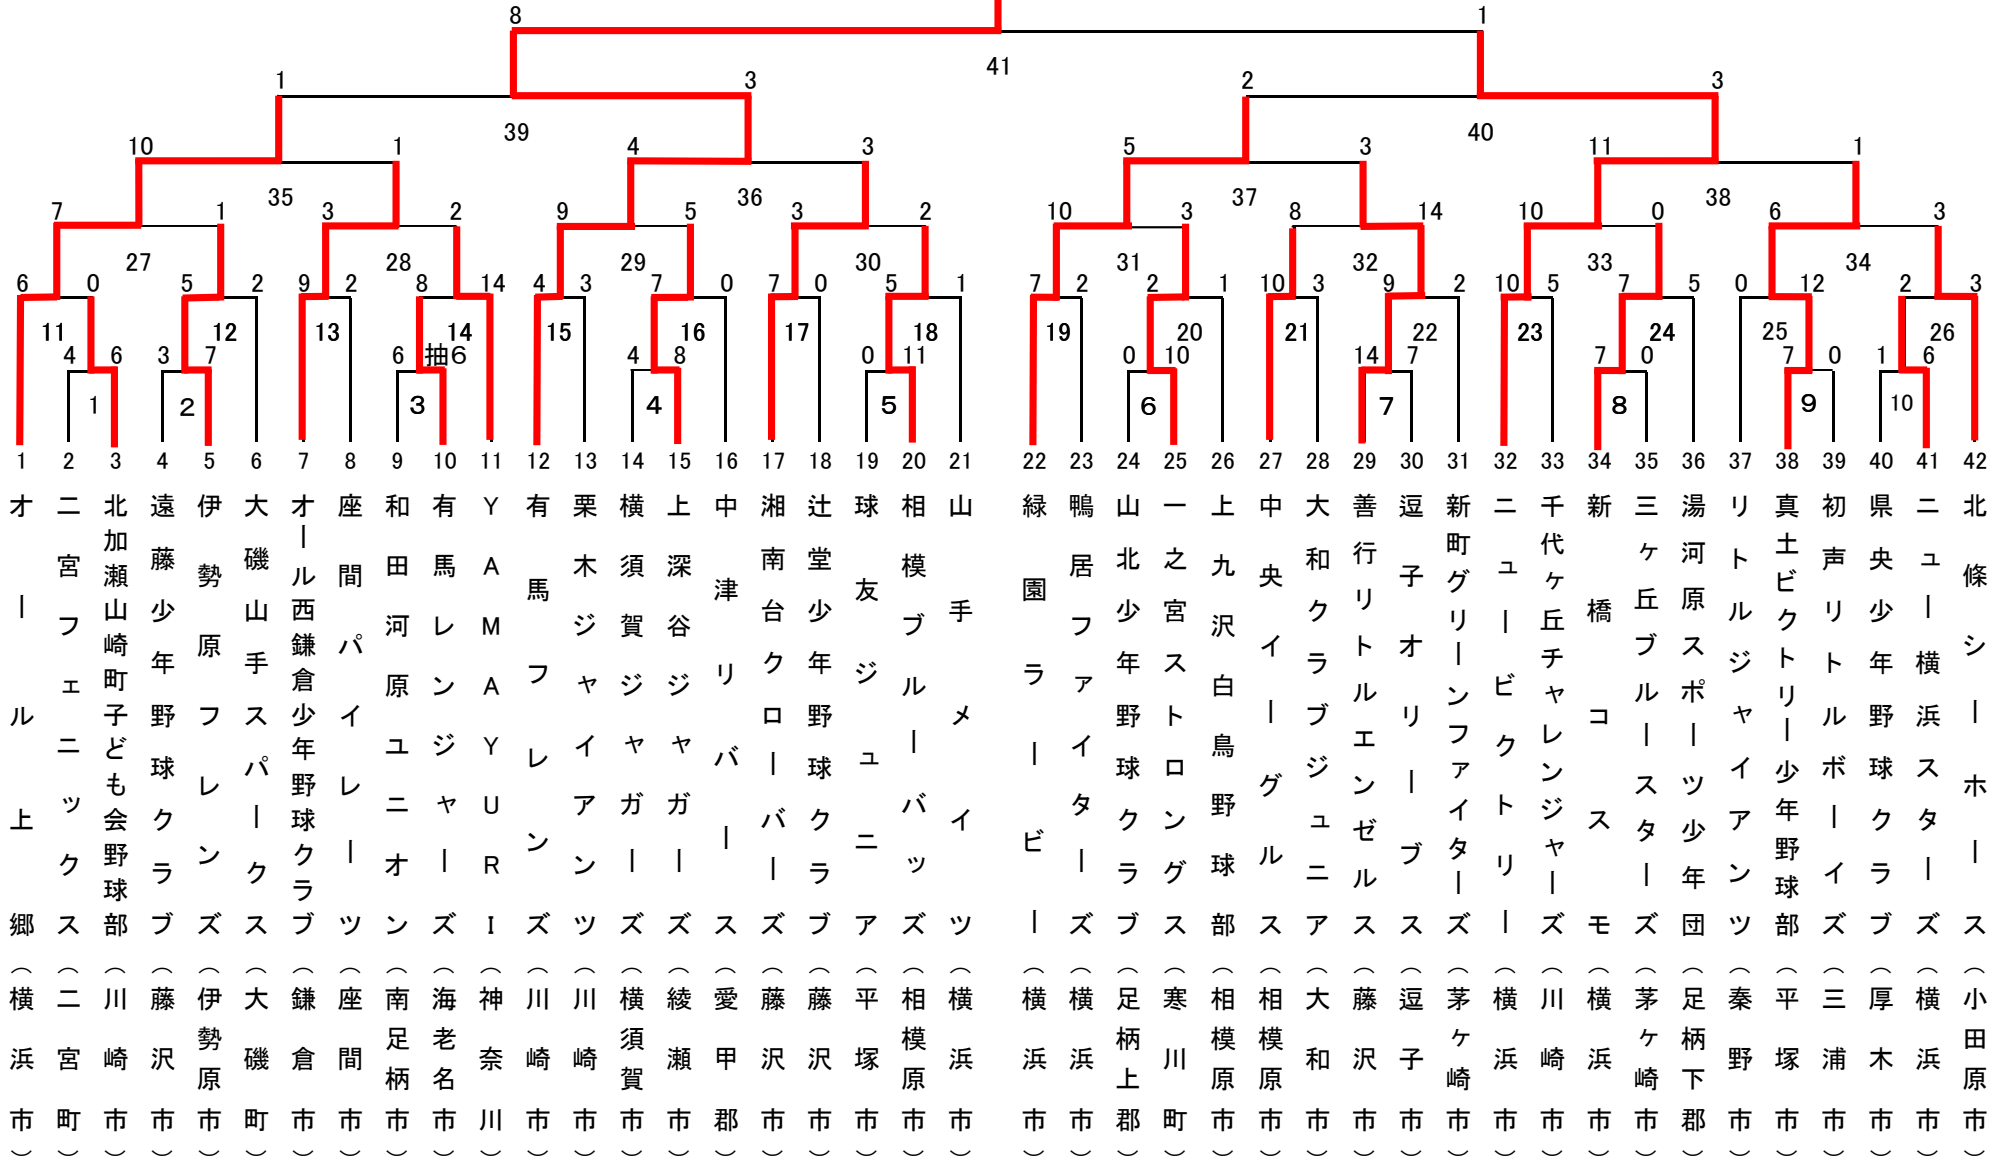 8 1
41
1 3 2 3
39 40
10 1 4 3 5 3 11 1
35 36 37 38
7 1 3 2 9 5 3 2 10 3 8 14 10 0 6 3
27 28 29 30 31 32 33 34
6 0 5 2 9 2 8 14 4 3 7 0 7 0 5 1 7 2 2 1 10 3 9 2 10 5 7 5 0 12 2 3
11 12 13 14 15 16 17 18 19 20 21 22 23 24 25 26
4 6 3 7 6 抽6 4 8 0 11 0 10 14 7 7 0 7 0 1 6
1 2 3 4 5 6 7 8 9 10
1 オール上郷（横浜市）
2 二宮フェニックス（二宮町）
3 北加瀬山崎町子ども会野球部（川崎市）
4 遠藤少年野球クラブ（藤沢市）
5 伊勢原フレンズ（伊勢原市）
6 大磯山手スパークス（大磯町）
7 オール西鎌倉少年野球クラブ（鎌倉市）
8 座間パイレーツ（座間市）
9 和田河原ユニオン（南足柄市）
10 有馬レンジャーズ（海老名市）
11 YAMAYURI（神奈川）
12 有馬フレンズ（川崎市）
13 栗木ジャイアンツ（川崎市）
14 横須賀ジャガーズ（横須賀市）
15 上深谷ジャガーズ（綾瀬市）
16 中津リバース（愛甲郡）
17 湘南台クローバーズ（藤沢市）
18 辻堂少年野球クラブ（藤沢市）
19 球友ジュニア（平塚市）
20 相模ブルーバッズ（相模原市）
21 山手メイツ（横浜市）
22 緑園ラービー（横浜市）
23 鴨居ファイターズ（横浜市）
24 山北少年野球クラブ（足柄上郡）
25 一之宮ストロングス（寒川町）
26 上九沢白鳥野球部（相模原市）
27 中央イーグルス（相模原市）
28 大和クラブジュニア（大和市）
29 善行リトルエンゼルス（藤沢市）
30 逗子オリーブス（逗子市）
31 新町グリーンファイターズ（茅ヶ崎市）
32 ニュービクトリー（横浜市）
33 千代ヶ丘チャレンジャーズ（川崎市）
34 新橋コスモ（横浜市）
35 三ヶ丘ブルースターズ（茅ヶ崎市）
36 湯河原スポーツ少年団（足柄下郡）
37 リトルジャイアンツ（秦野市）
38 真土ビクトリー少年野球部（平塚市）
39 初声リトルボーイズ（三浦市）
40 県央少年野球クラブ（厚木市）
41 ニュー横浜スターズ（横浜市）
42 北條シーホース（小田原市）